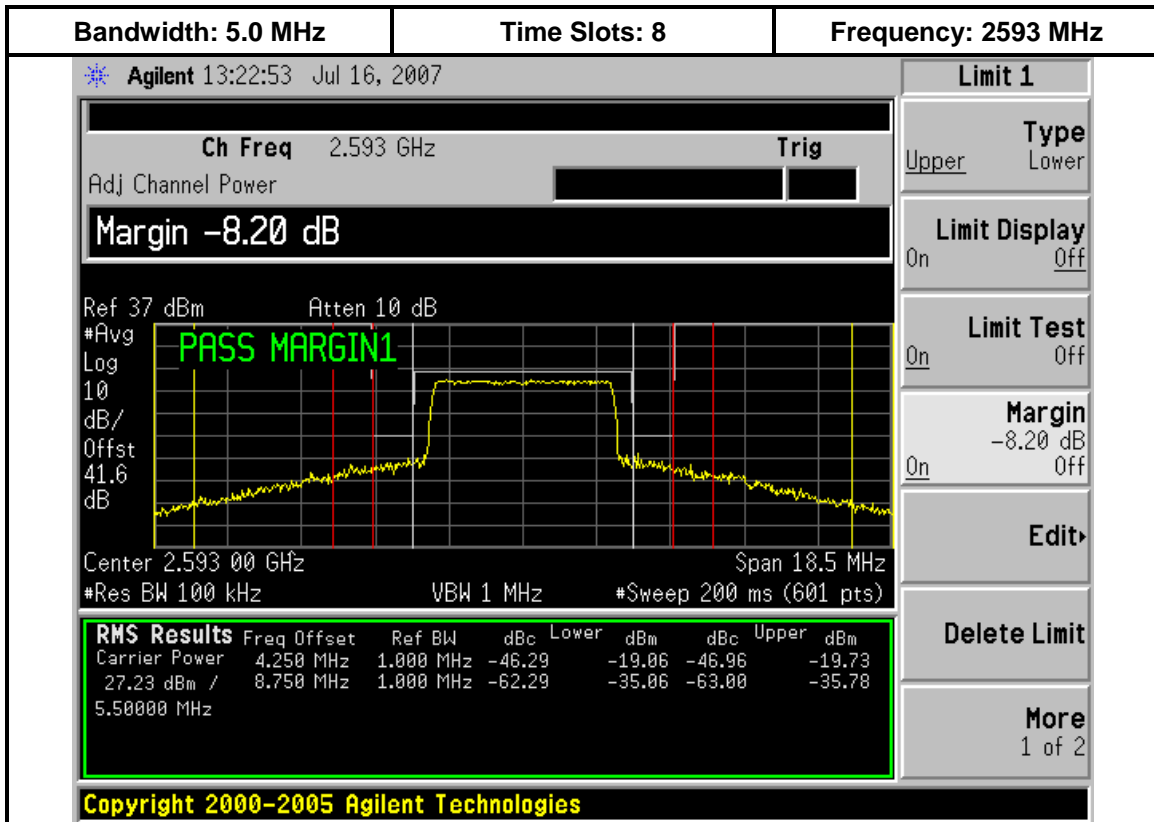 Bandwidth: 5.0 MHz Time Slots: 8 Frequency: 2593 MHz
Agilent 13:22:53 Jul 16, 2007 Limit 1
Ch Freq 2.593 GHz Trig
Adj Channel Power
Type
Upper Lower
Margin -8.20 dB
Limit Display
On Off
Ref 37 dBm Atten 10 dB
#Avg
Log
10
dB/
Offst
41.6
dB
PASS MARGIN1
Limit Test
On Off
Margin
-8.20 dB
On Off
Center 2.593 00 GHz Span 18.5 MHz
#Res BW 100 kHz VBW 1 MHz #Sweep 200 ms (601 pts)
Edit
RMS Results Freq Offset Ref BW dBc Lower dBm dBc Upper dBm
Carrier Power 4.250 MHz 1.000 MHz -46.29 -19.06 -46.96 -19.73
27.23 dBm / 8.750 MHz 1.000 MHz -62.29 -35.06 -63.00 -35.78
5.50000 MHz
Delete Limit
More
1 of 2
Copyright 2000-2005 Agilent Technologies